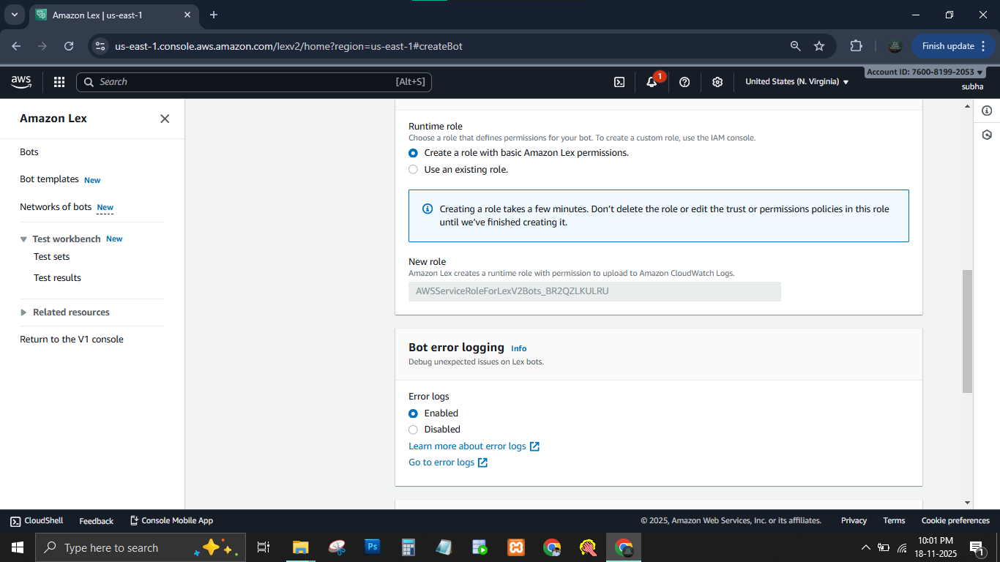 Amazon Lex | us-east-1
us-east-1.console.aws.amazon.com/lexv2/home?region=us-east-1#createBot
Finish update
aws
Search
[Alt+S]
1
United States (N. Virginia)
Account ID: 7600-8199-2053
subha
Amazon Lex
Bots
Bot templates New
Networks of bots New
Test workbench New
Test sets
Test results
Related resources
Return to the V1 console
Runtime role
Choose a role that defines permissions for your bot. To create a custom role, use the IAM console.
Create a role with basic Amazon Lex permissions.
Use an existing role.
Creating a role takes a few minutes. Don’t delete the role or edit the trust or permissions policies in this role
until we’ve finished creating it.
New role
Amazon Lex creates a runtime role with permission to upload to Amazon CloudWatch Logs.
AWSServiceRoleForLexV2Bots_BR2QZLKULRU
Bot error logging Info
Debug unexpected issues on Lex bots.
Error logs
Enabled
Disabled
Learn more about error logs
Go to error logs
CloudShell
Feedback
Console Mobile App
© 2025, Amazon Web Services, Inc. or its affiliates.
Privacy
Terms
Cookie preferences
Type here to search
Ps
10:01 PM
18-11-2025
1